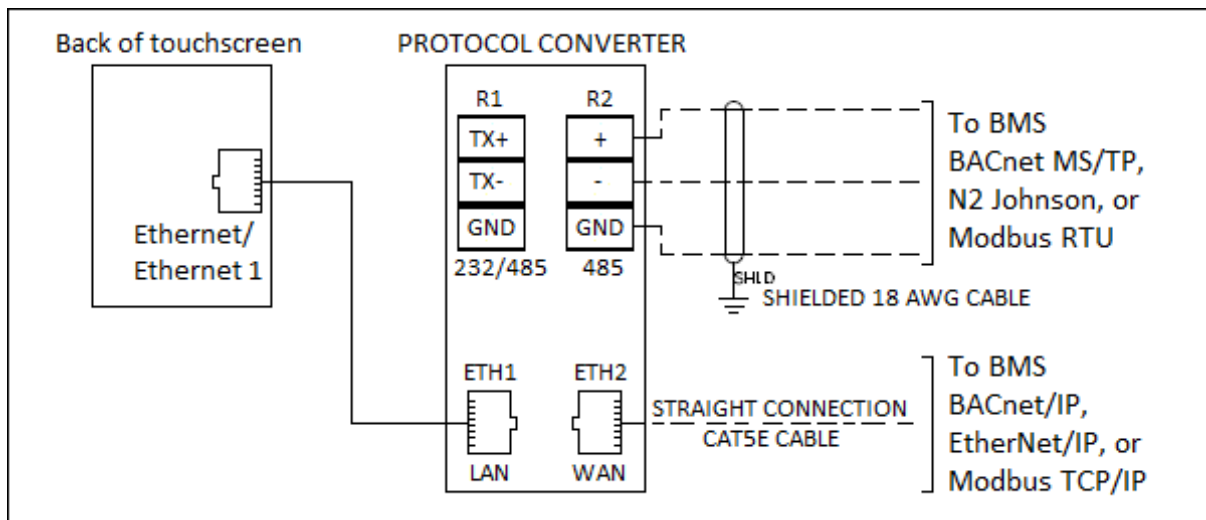 Back of touchscreen
Ethernet/
Ethernet 1
PROTOCOL CONVERTER
R1
R2
TX+
+
TX-
-
GND
GND
232/485
485
SHLD
SHIELDED 18 AWG CABLE
To BMS
BACnet MS/TP,
N2 Johnson, or
Modbus RTU
ETH1
ETH2
LAN
WAN
STRAIGHT CONNECTION
CAT5E CABLE
To BMS
BACnet/IP,
EtherNet/IP, or
Modbus TCP/IP